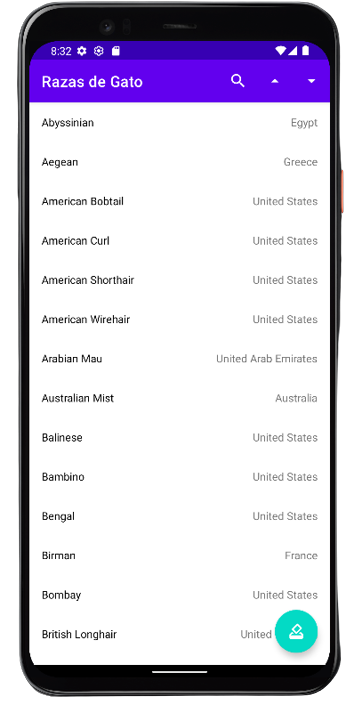 8:32
Razas de Gato
Abyssinian Egypt
Aegean Greece
American Bobtail United States
American Curl United States
American Shorthair United States
American Wirehair United States
Arabian Mau United Arab Emirates
Australian Mist Australia
Balinese United States
Bambino United States
Bengal United States
Birman France
Bombay United States
British Longhair United